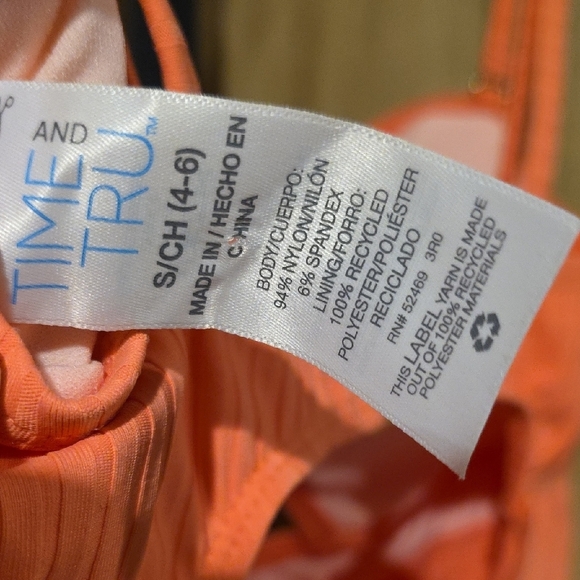 TIME AND
TRU™
S/CH (4-6)
MADE IN / HECHO EN
CHINA
BODY/CUERPO:
94% NYLON/NILÓN
6% SPANDEX
LINING/FORRO:
100% RECYCLED
POLYESTER/POLIÉSTER
RECICLADO
RN# 52469 3R0
THIS LABEL YARN IS MADE
OUT OF 100% RECYCLED
POLYESTER MATERIALS